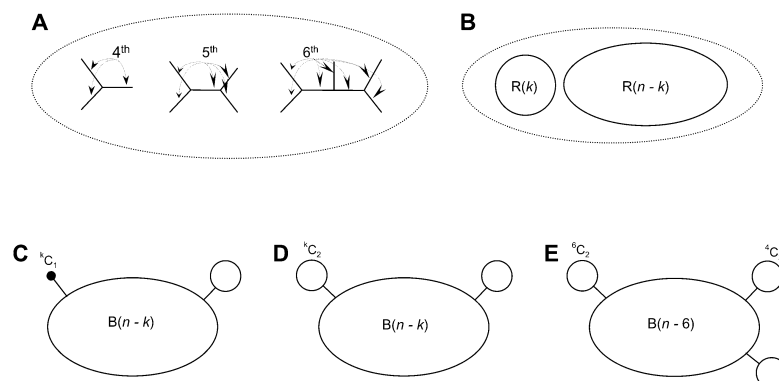 A
4th
5th
6th
B
R(k)
R(n - k)
C
kC1
B(n - k)
D
kC2
B(n - k)
E
6C2
4C
B(n - 6)